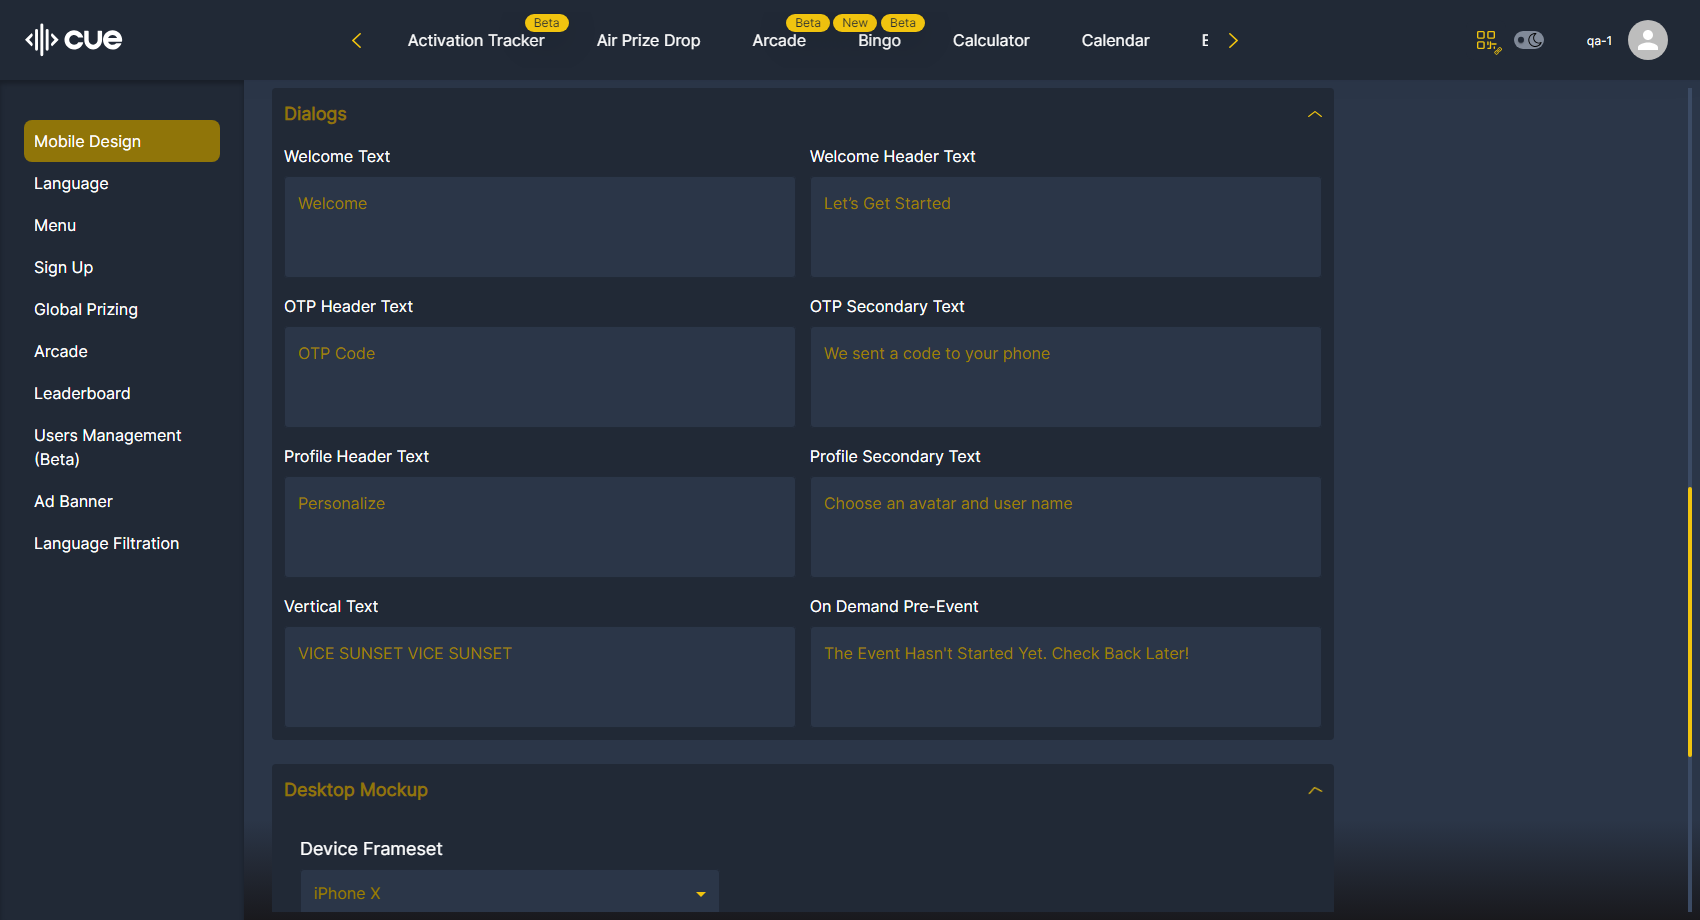 cue
Activation Tracker
Beta
Air Prize Drop
Arcade
Beta
New
Bingo
Beta
Calculator
Calendar
qa-1
Mobile Design
Language
Menu
Sign Up
Global Prizing
Arcade
Leaderboard
Users Management
(Beta)
Ad Banner
Language Filtration
Dialogs
Welcome Text
Welcome Header Text
Welcome
Let’s Get Started
OTP Header Text
OTP Secondary Text
OTP Code
We sent a code to your phone
Profile Header Text
Profile Secondary Text
Personalize
Choose an avatar and user name
Vertical Text
On Demand Pre-Event
VICE SUNSET VICE SUNSET
The Event Hasn't Started Yet. Check Back Later!
Desktop Mockup
Device Frameset
iPhone X